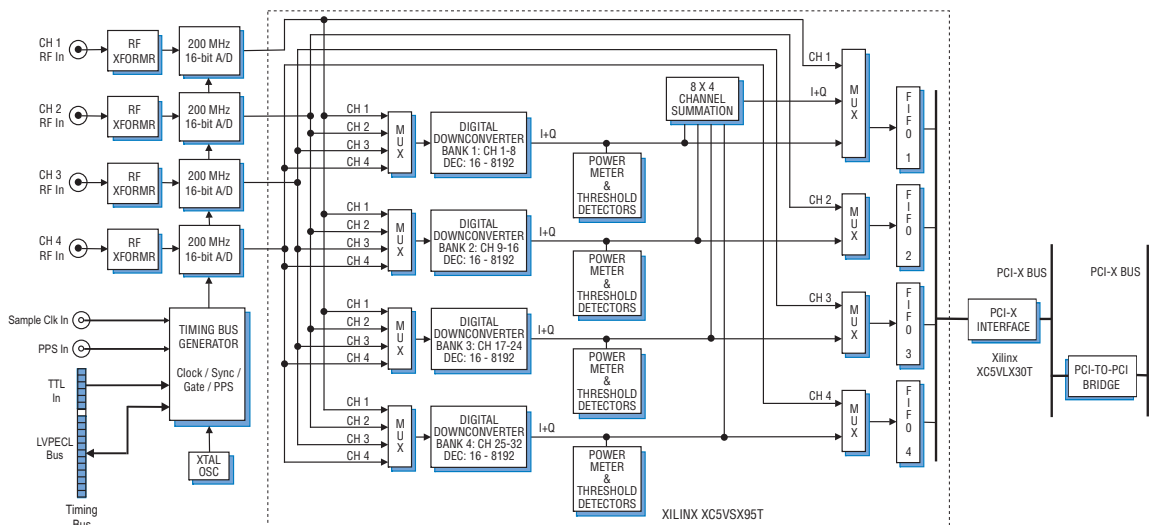 CH 1
RF In
RF
XFORMR
200 MHz
16-bit A/D
CH 2
RF In
RF
XFORMR
200 MHz
16-bit A/D
CH 3
RF In
RF
XFORMR
200 MHz
16-bit A/D
CH 4
RF In
RF
XFORMR
200 MHz
16-bit A/D
Sample Clk In
PPS In
TTL
In
LVPECL
Bus
Timing
Bus
TIMING BUS
GENERATOR
Clock / Sync /
Gate / PPS
XTAL
OSC
CH 1
CH 2
CH 3
CH 4
MUX
DIGITAL
DOWNCONVERTER
BANK 1: CH 1-8
DEC: 16 - 8192
I+Q
POWER
METER
&
THRESHOLD
DETECTORS
CH 1
CH 2
CH 3
CH 4
MUX
DIGITAL
DOWNCONVERTER
BANK 2: CH 9-16
DEC: 16 - 8192
I+Q
POWER
METER
&
THRESHOLD
DETECTORS
CH 1
CH 2
CH 3
CH 4
MUX
DIGITAL
DOWNCONVERTER
BANK 3: CH 17-24
DEC: 16 - 8192
I+Q
POWER
METER
&
THRESHOLD
DETECTORS
CH 1
CH 2
CH 3
CH 4
MUX
DIGITAL
DOWNCONVERTER
BANK 4: CH 25-32
DEC: 16 - 8192
I+Q
POWER
METER
&
THRESHOLD
DETECTORS
8 X 4
CHANNEL
SUMMATION
I+Q
CH 1
MUX
FIFO 1
CH 2
MUX
FIFO 2
CH 3
MUX
FIFO 3
CH 4
MUX
FIFO 4
XILINX XC5VSX95T
PCI-X BUS
PCI-X BUS
PCI-X
INTERFACE
Xilinx
XC5VLX30T
PCI-TO-PCI
BRIDGE